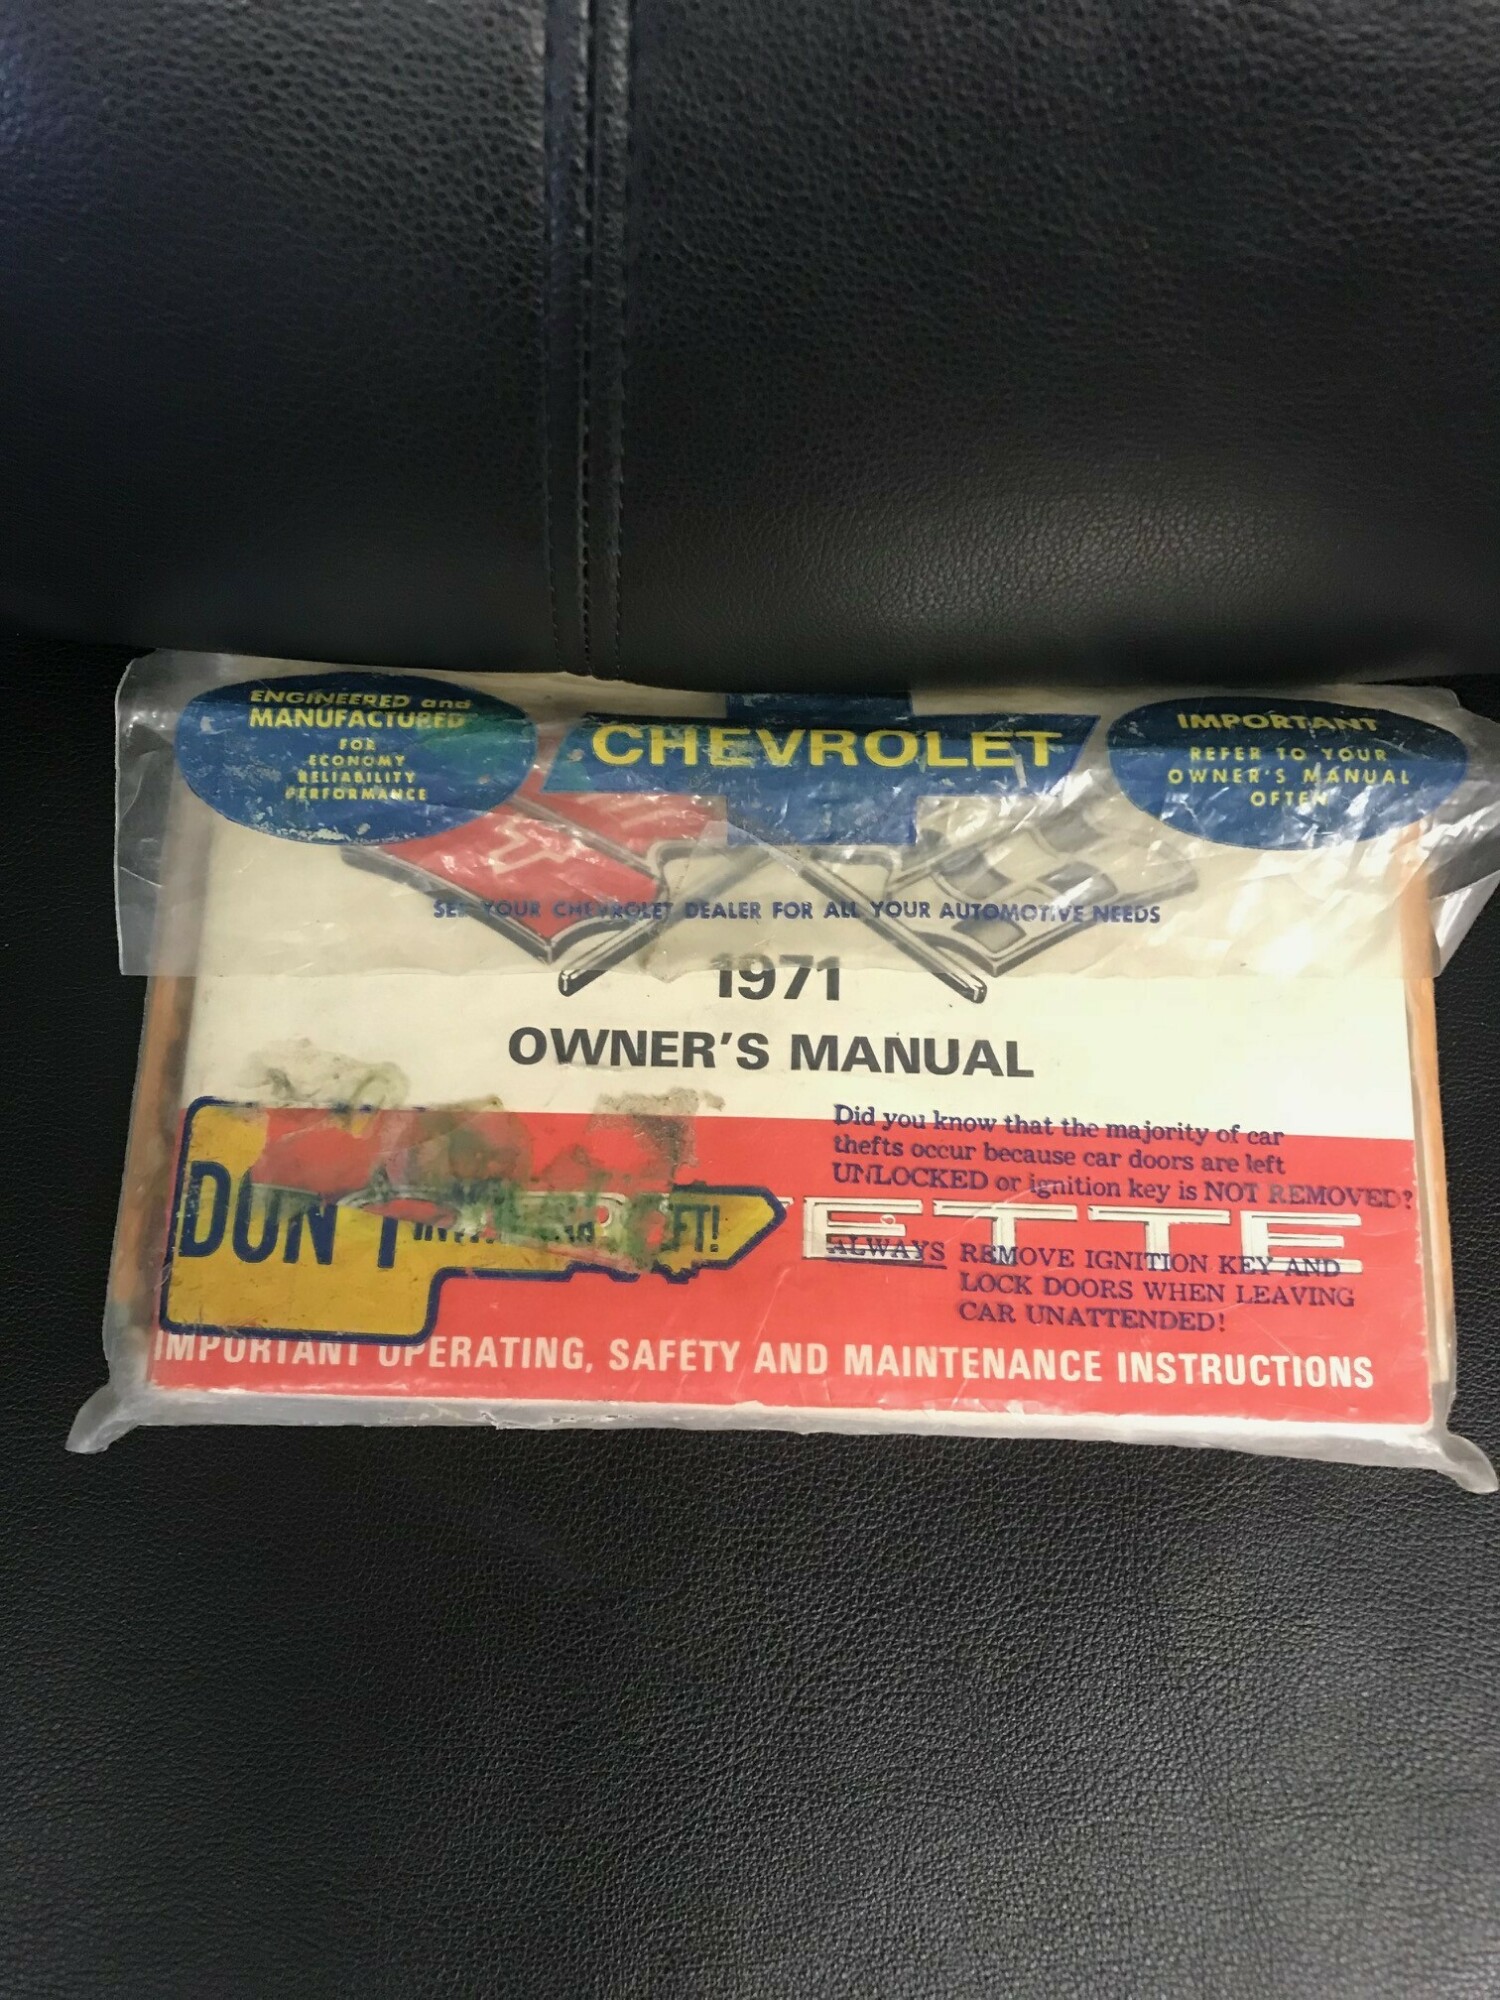 ENGINEERED and
MANUFACTURED
FOR
ECONOMY
RELIABILITY
PERFORMANCE
CHEVROLET
IMPORTANT
REFER TO YOUR
OWNER'S MANUAL
OFTEN
SEE YOUR CHEVROLET DEALER FOR ALL YOUR AUTOMOTIVE NEEDS
1971
OWNER'S MANUAL
Did you know that the majority of car
thefts occur because car doors are left
UNLOCKED or ignition key is NOT REMOVED?
DON'T
ETTE
ALWAYS REMOVE IGNITION KEY AND
LOCK DOORS WHEN LEAVING
CAR UNATTENDED!
IMPORTANT OPERATING, SAFETY AND MAINTENANCE INSTRUCTIONS